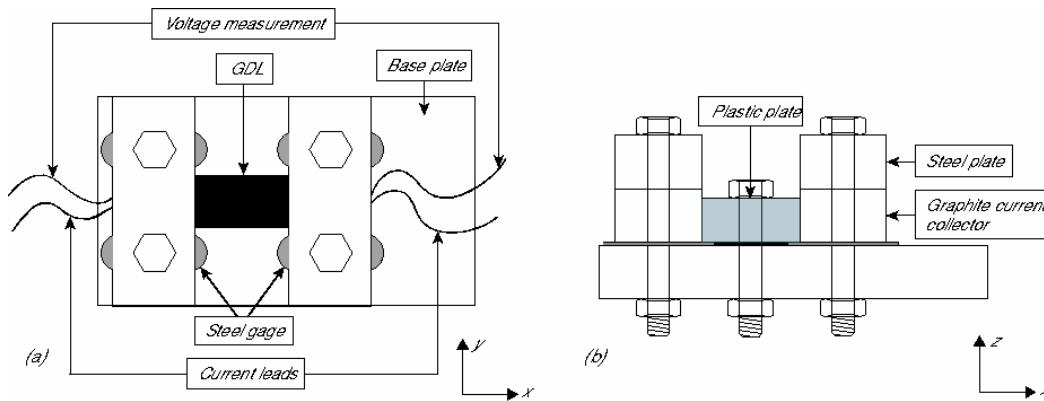 Voltage measurement
GDL
Base plate
Plastic plate
Steel plate
Graphite current
collector
Steel gage
(a)
y
Current leads
x
(b)
z